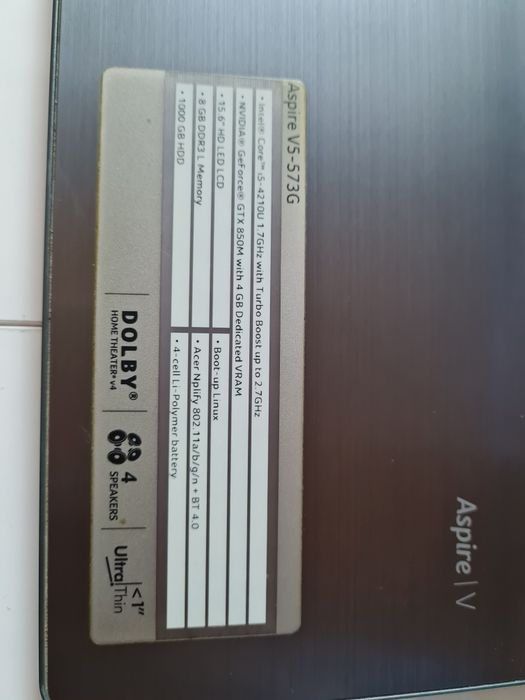 Aspire V5-573G
• Intel® Core™ i5-4210U 1.7GHz with Turbo Boost up to 2.7GHz
• NVIDIA® GeForce® GTX 850M with 4 GB Dedicated VRAM
• 15.6" HD LED LCD
• Boot-up Linux
• 8 GB DDR3 L Memory
• Acer Nplify 802.11a/b/g/n + BT 4.0
• 1000 GB HDD
• 4-cell Li-Polymer battery
DOLBY®
HOME THEATER® v4
4
SPEAKERS
<1"
UltraThin
Aspire | V